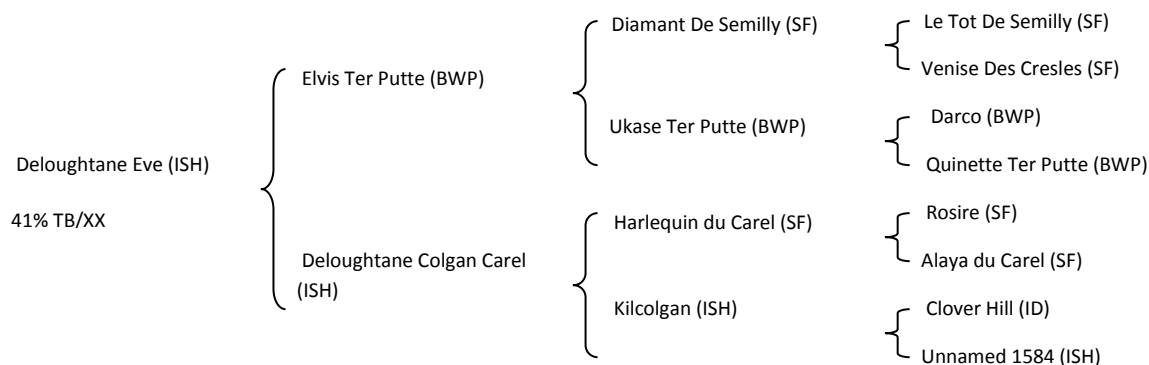 Deloughtane Eve (ISH)
41% TB/XX
Elvis Ter Putte (BWP)
Deloughtane Colgan Carel
(ISH)
Diamant De Semilly (SF)
Ukase Ter Putte (BWP)
Harlequin du Carel (SF)
Kilcolgan (ISH)
Le Tot De Semilly (SF)
Venise Des Cresles (SF)
Darco (BWP)
Quinette Ter Putte (BWP)
Rosire (SF)
Alaya du Carel (SF)
Clover Hill (ID)
Unnamed 1584 (ISH)